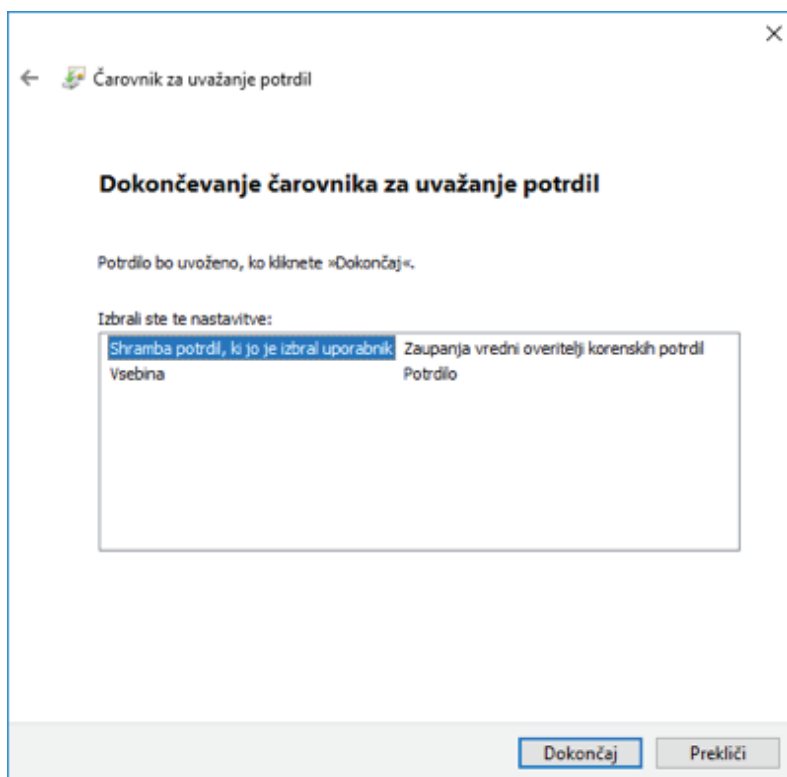 Čarovnik za uvažanje potrdil
Dokončevanje čarovnika za uvažanje potrdil
Potrdilo bo uvoženo, ko kliknete »Dokončaj«.
Izbrali ste te nastavitve:
Shramba potrdil, ki jo je izbral uporabnik Zaupanja vredni overitelji korenskih potrdil
Vsebina Potrdilo
Dokončaj Prekliči